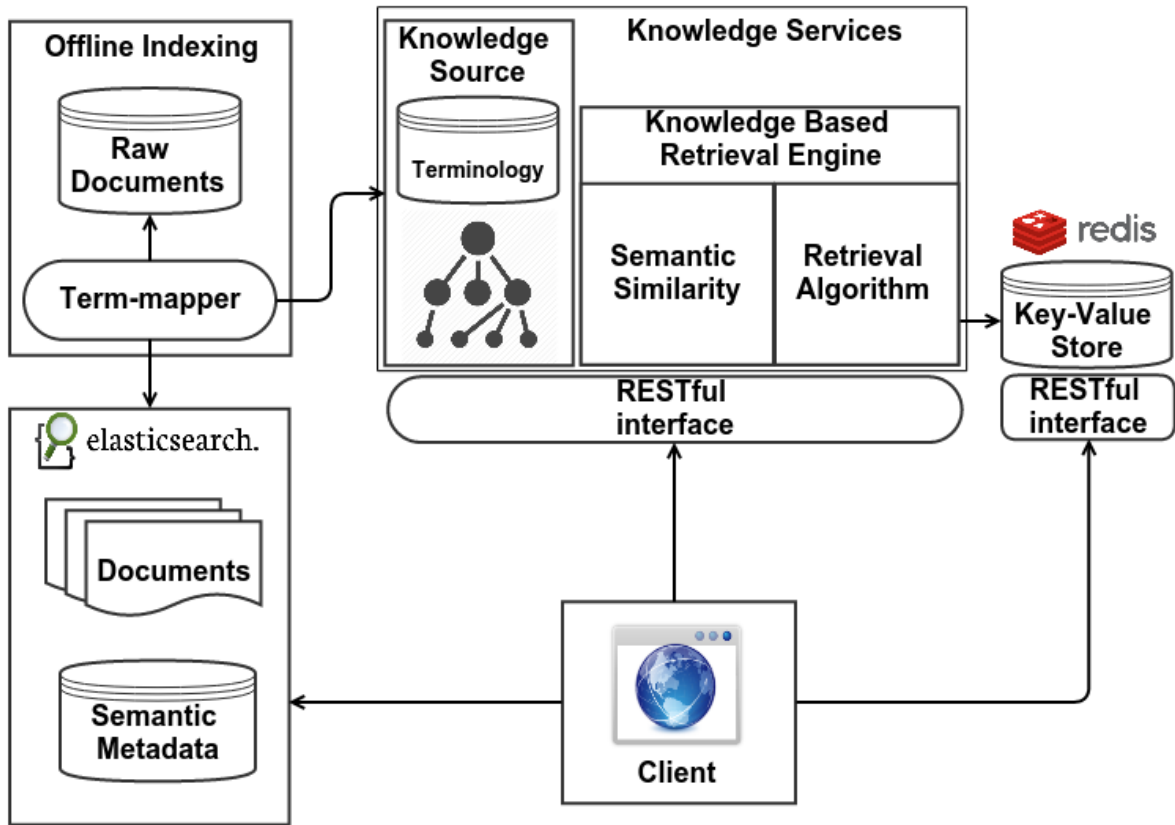 Offline Indexing
Raw
Documents
Term-mapper
Knowledge Services
Knowledge
Source
Terminology
Knowledge Based
Retrieval Engine
Semantic
Similarity
Retrieval
Algorithm
redis
Key-Value
Store
RESTful
interface
RESTful
interface
elasticsearch.
Documents
Semantic
Metadata
Client